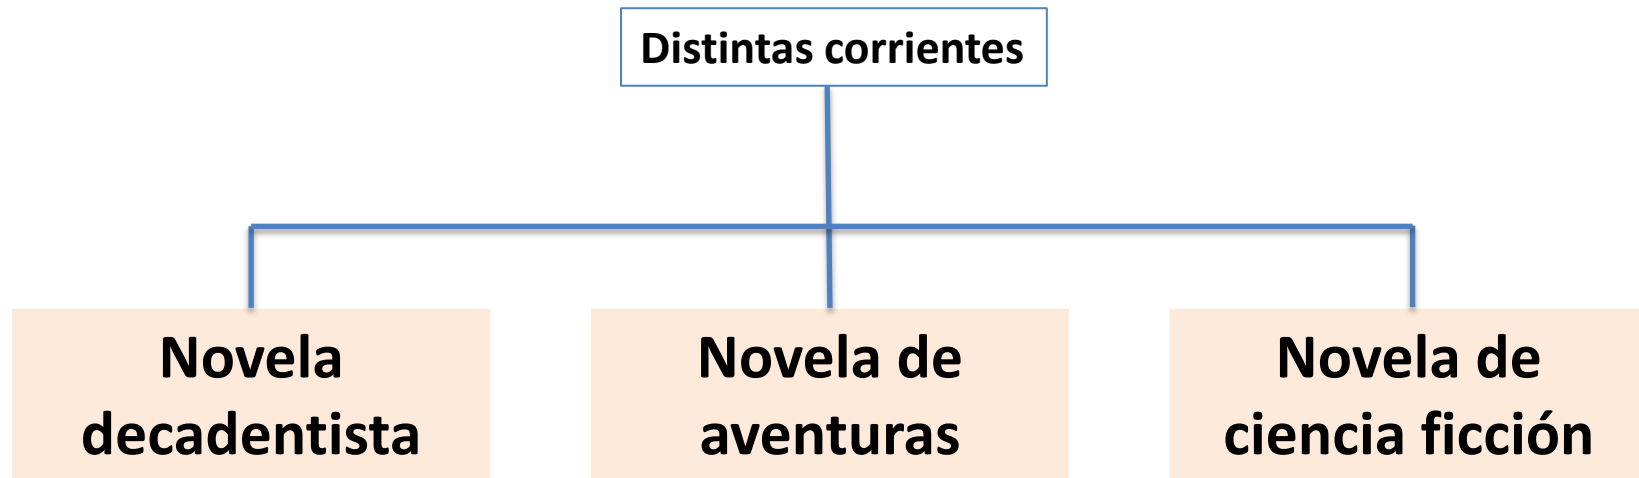 Distintas corrientes
Novela
decadentista
Novela de
aventuras
Novela de
ciencia ficción